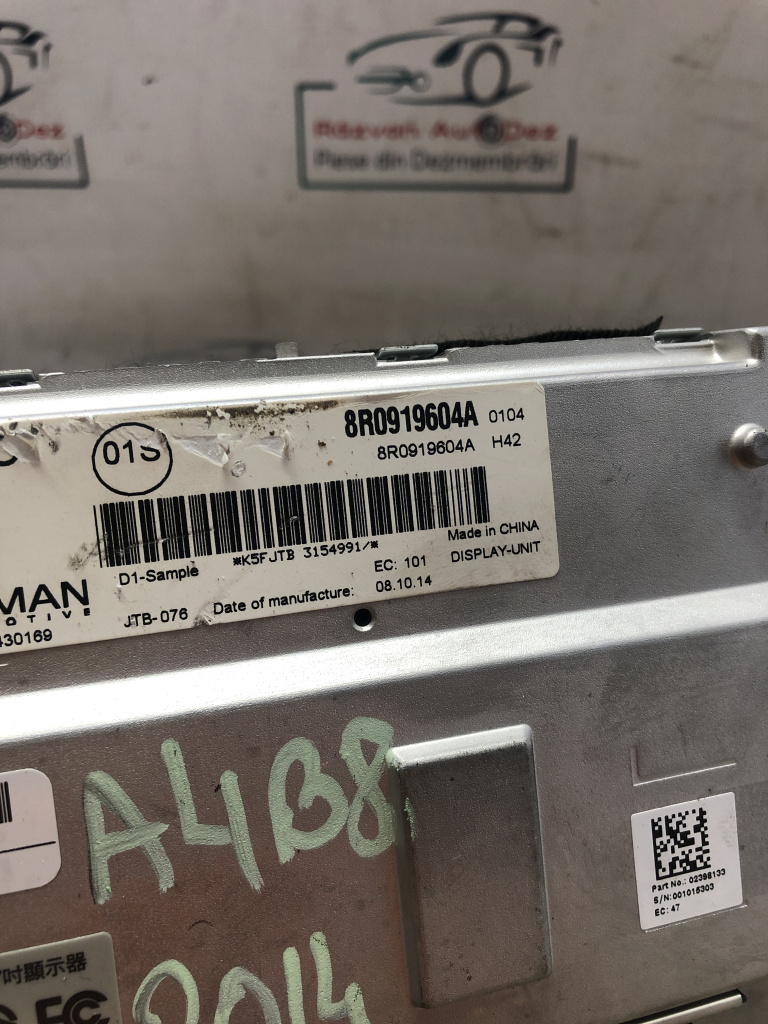 Răzvan AutoDez
Piese din Dezmembrări
8R0919604A 0104
8R0919604A H42
01S
*K5FJTB 3154991/*
Made in CHINA
D1-Sample
EC: 101
DISPLAY-UNIT
JTB-076
Date of manufacture: 08.10.14
MAN
OTIVE
430169
A4B8
2014
Part No.: 02398133
S/N:001015303
EC: 47
吋顯示器
FC